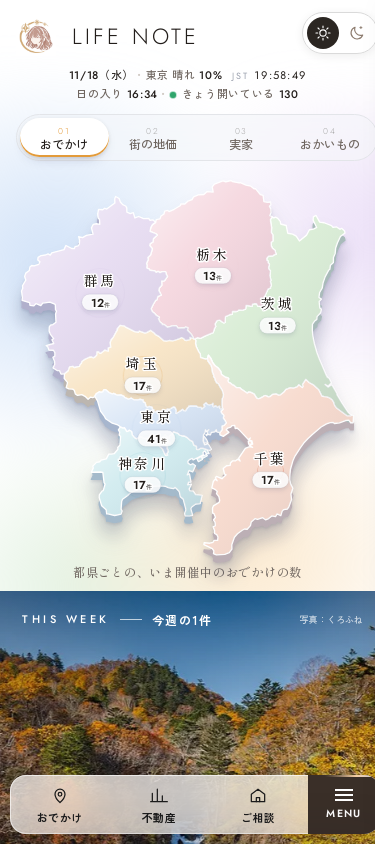 LIFE NOTE
11/18（水） · 東京 晴れ 10% JST 19:58:49
日の入り 16:34 · きょう開いている 130
01 02 03 04
おでかけ 街の地価 実家 おかいもの
栃木
13件
群馬
12件
茨城
13件
埼玉
17件
東京
41件
神奈川
17件
千葉
17件
都県ごとの、いま開催中のおでかけの数
THIS WEEK 今週の1件 写真：くろふね
おでかけ 不動産 ご相談 MENU